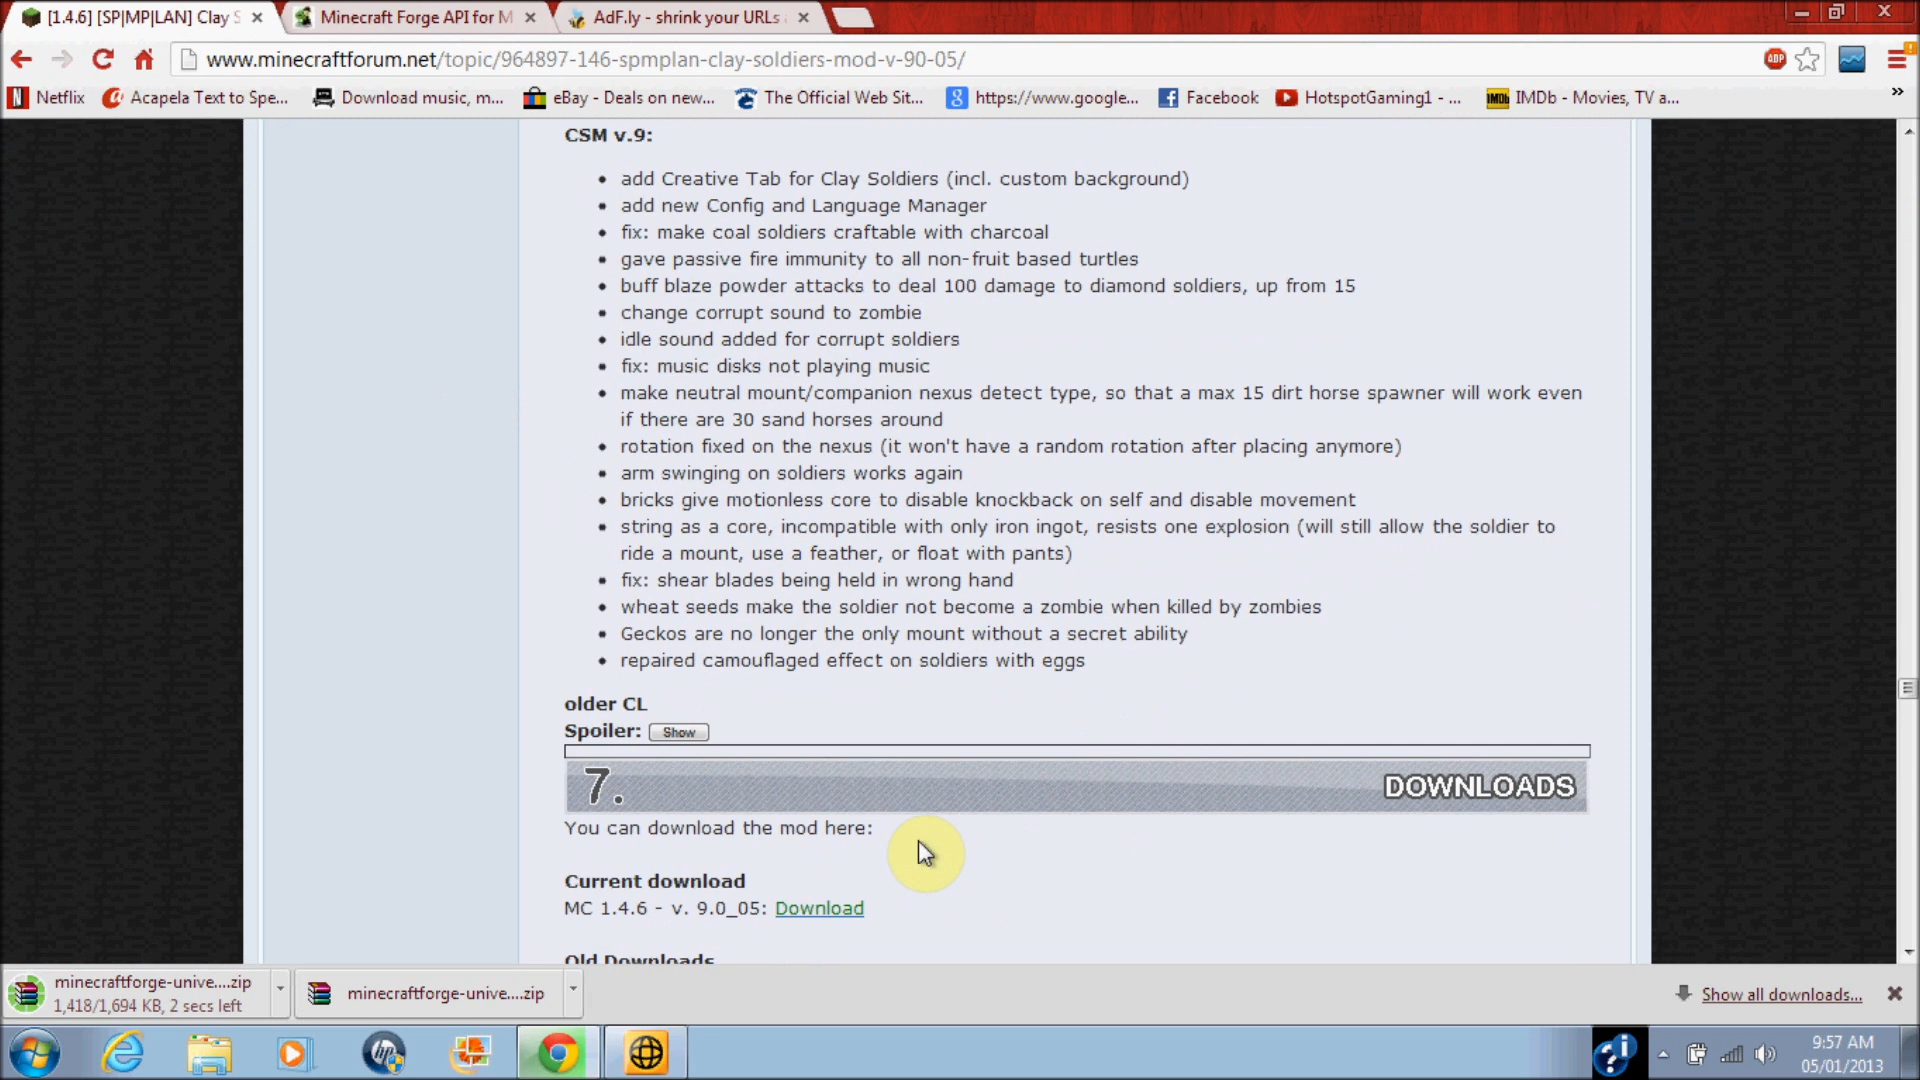 [1.4.6] [SP|MP|LAN] Clay S
Minecraft Forge API for M
AdF.ly - shrink your URLs
www.minecraftforum.net/topic/964897-146-spmplan-clay-soldiers-mod-v-90-05/
ABP
Netflix
Acapela Text to Spe...
Download music, m...
eBay - Deals on new...
The Official Web Sit...
https://www.google...
Facebook
HotspotGaming1 - ...
IMDb - Movies, TV a...
CSM v.9:
• add Creative Tab for Clay Soldiers (incl. custom background)
• add new Config and Language Manager
• fix: make coal soldiers craftable with charcoal
• gave passive fire immunity to all non-fruit based turtles
• buff blaze powder attacks to deal 100 damage to diamond soldiers, up from 15
• change corrupt sound to zombie
• idle sound added for corrupt soldiers
• fix: music disks not playing music
• make neutral mount/companion nexus detect type, so that a max 15 dirt horse spawner will work even
if there are 30 sand horses around
• rotation fixed on the nexus (it won't have a random rotation after placing anymore)
• arm swinging on soldiers works again
• bricks give motionless core to disable knockback on self and disable movement
• string as a core, incompatible with only iron ingot, resists one explosion (will still allow the soldier to
ride a mount, use a feather, or float with pants)
• fix: shear blades being held in wrong hand
• wheat seeds make the soldier not become a zombie when killed by zombies
• Geckos are no longer the only mount without a secret ability
• repaired camouflaged effect on soldiers with eggs
older CL
Spoiler: Show
7. DOWNLOADS
You can download the mod here:
Current download
MC 1.4.6 - v. 9.0_05: Download
Old Downloads
minecraftforge-unive....zip
1,418/1,694 KB, 2 secs left
minecraftforge-unive....zip
Show all downloads...
9:57 AM
05/01/2013